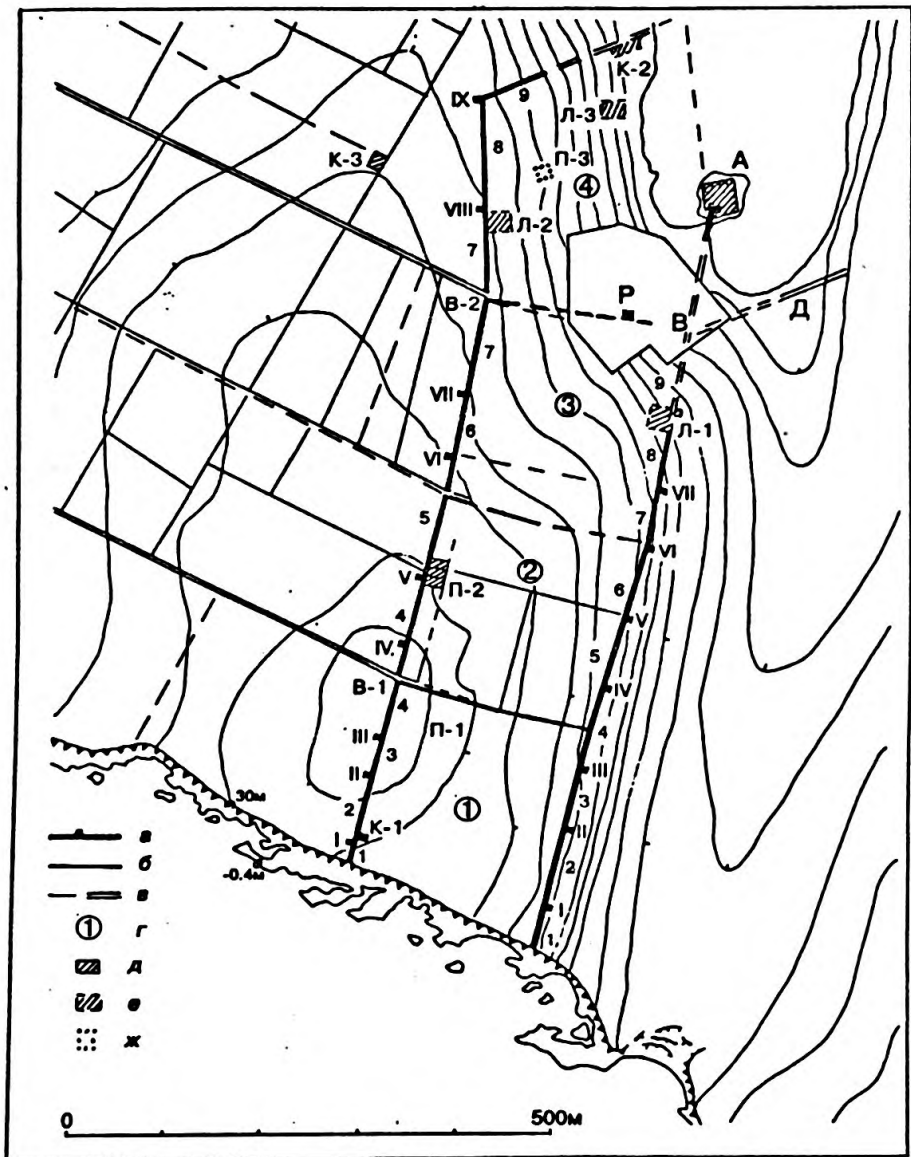 К-2
IX
9
Л-3
8
П-3
К-3
А
④
VIII
Л-2
7
В-2
Р
В
Д
7
9
VII
③
6
Л-1
VI
8
VII
5
7
VI
②
V
П-2
6
4
V
IV
5
В-1
IV
4
П-1
4
III
3
III
II
3
30м
2
①
II
К-1
I
2
1
-0.4м
I
1
а
б
в
① г
д
е
ж
0 500м